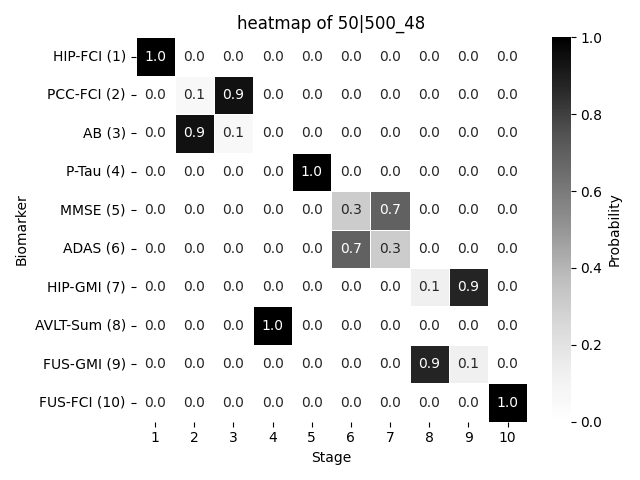 heatmap of 50|500_48
Biomarker
HIP-FCI (1) 1.0 0.0 0.0 0.0 0.0 0.0 0.0 0.0 0.0 0.0
PCC-FCI (2) 0.0 0.1 0.9 0.0 0.0 0.0 0.0 0.0 0.0 0.0
AB (3) 0.0 0.9 0.1 0.0 0.0 0.0 0.0 0.0 0.0 0.0
P-Tau (4) 0.0 0.0 0.0 0.0 1.0 0.0 0.0 0.0 0.0 0.0
MMSE (5) 0.0 0.0 0.0 0.0 0.0 0.3 0.7 0.0 0.0 0.0
ADAS (6) 0.0 0.0 0.0 0.0 0.0 0.7 0.3 0.0 0.0 0.0
HIP-GMI (7) 0.0 0.0 0.0 0.0 0.0 0.0 0.0 0.1 0.9 0.0
AVLT-Sum (8) 0.0 0.0 0.0 1.0 0.0 0.0 0.0 0.0 0.0 0.0
FUS-GMI (9) 0.0 0.0 0.0 0.0 0.0 0.0 0.0 0.9 0.1 0.0
FUS-FCI (10) 0.0 0.0 0.0 0.0 0.0 0.0 0.0 0.0 0.0 1.0
1 2 3 4 5 6 7 8 9 10
Stage
1.0
0.8
0.6
0.4
0.2
0.0
Probability